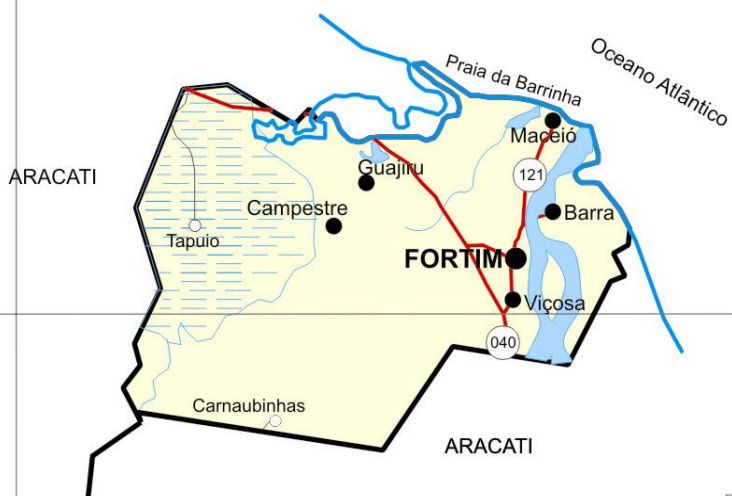 Oceano Atlântico
Praia da Barrinha
Maceió
ARACATI
Guajiru
121
Campestre
Barra
Tapuio
FORTIM
Viçosa
040
Carnaubinhas
ARACATI